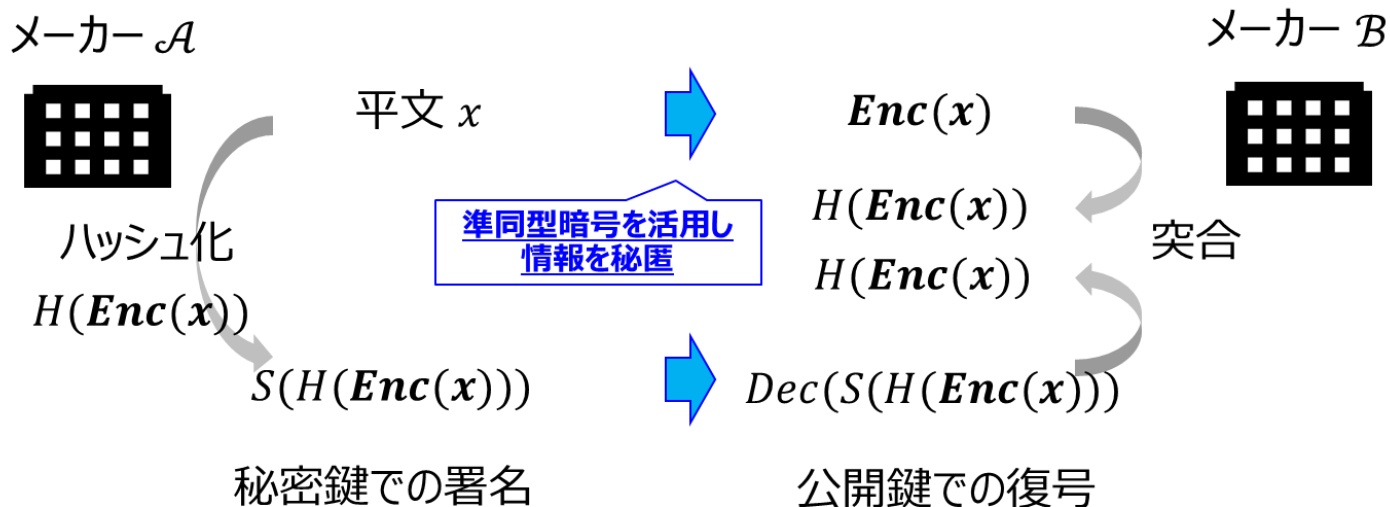 メーカー 𝒜
メーカー ℬ
平文 x
Enc(x)
準同型暗号を活用し
情報を秘匿
H(Enc(x))
ハッシュ化
突合
H(Enc(x))
H(Enc(x))
S(H(Enc(x)))
Dec(S(H(Enc(x)))
秘密鍵での署名
公開鍵での復号